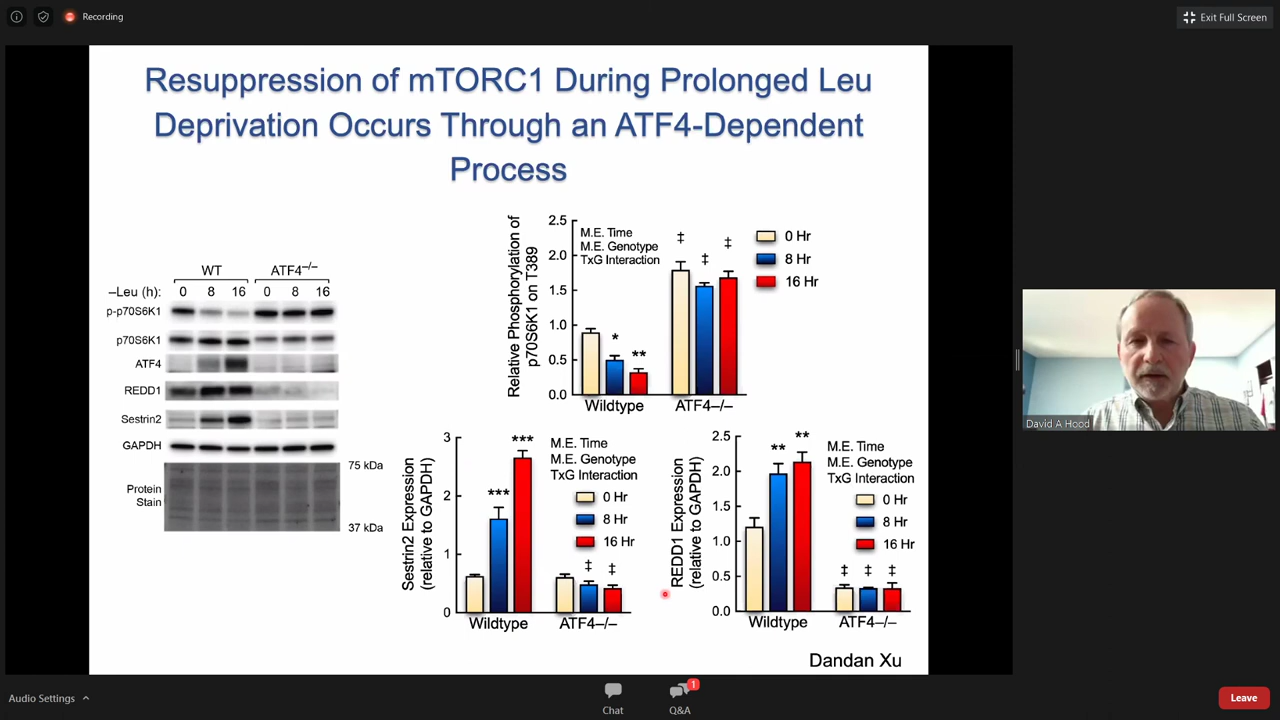 Recording
Exit Full Screen
Resuppression of mTORC1 During Prolonged Leu
Deprivation Occurs Through an ATF4-Dependent
Process
WT ATF4–/–
–Leu (h): 0 8 16 0 8 16
p-p70S6K1
p70S6K1
ATF4
REDD1
Sestrin2
GAPDH
Protein
Stain
75 kDa
37 kDa
Relative Phosphorylation of
p70S6K1 on T389
2.5
2.0
1.5
1.0
0.5
0.0
M.E. Time
M.E. Genotype
TxG Interaction
* **
‡ ‡ ‡
Wildtype ATF4–/–
0 Hr
8 Hr
16 Hr
Sestrin2 Expression
(relative to GAPDH)
3
2
1
0
*** ***
‡ ‡
M.E. Time
M.E. Genotype
TxG Interaction
0 Hr
8 Hr
16 Hr
Wildtype ATF4–/–
REDD1 Expression
(relative to GAPDH)
2.5
2.0
1.5
1.0
0.5
0.0
** **
‡ ‡ ‡
M.E. Time
M.E. Genotype
TxG Interaction
0 Hr
8 Hr
16 Hr
Wildtype ATF4–/–
Dandan Xu
David A Hood
Audio Settings
Chat
1
Q&A
Leave